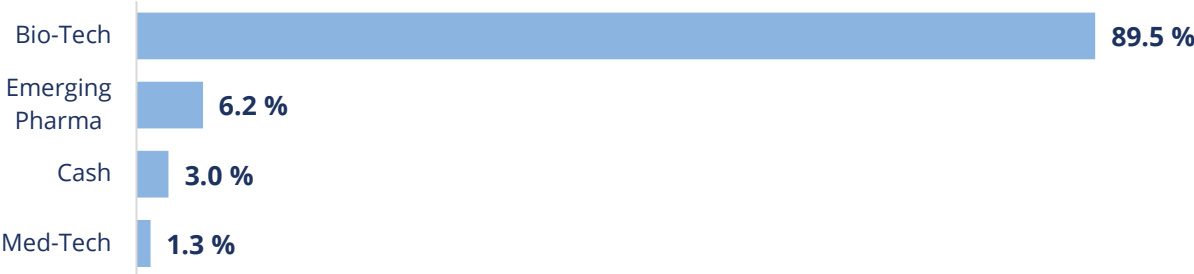 Bio-Tech
89.5 %
Emerging
Pharma
6.2 %
Cash
3.0 %
Med-Tech
1.3 %